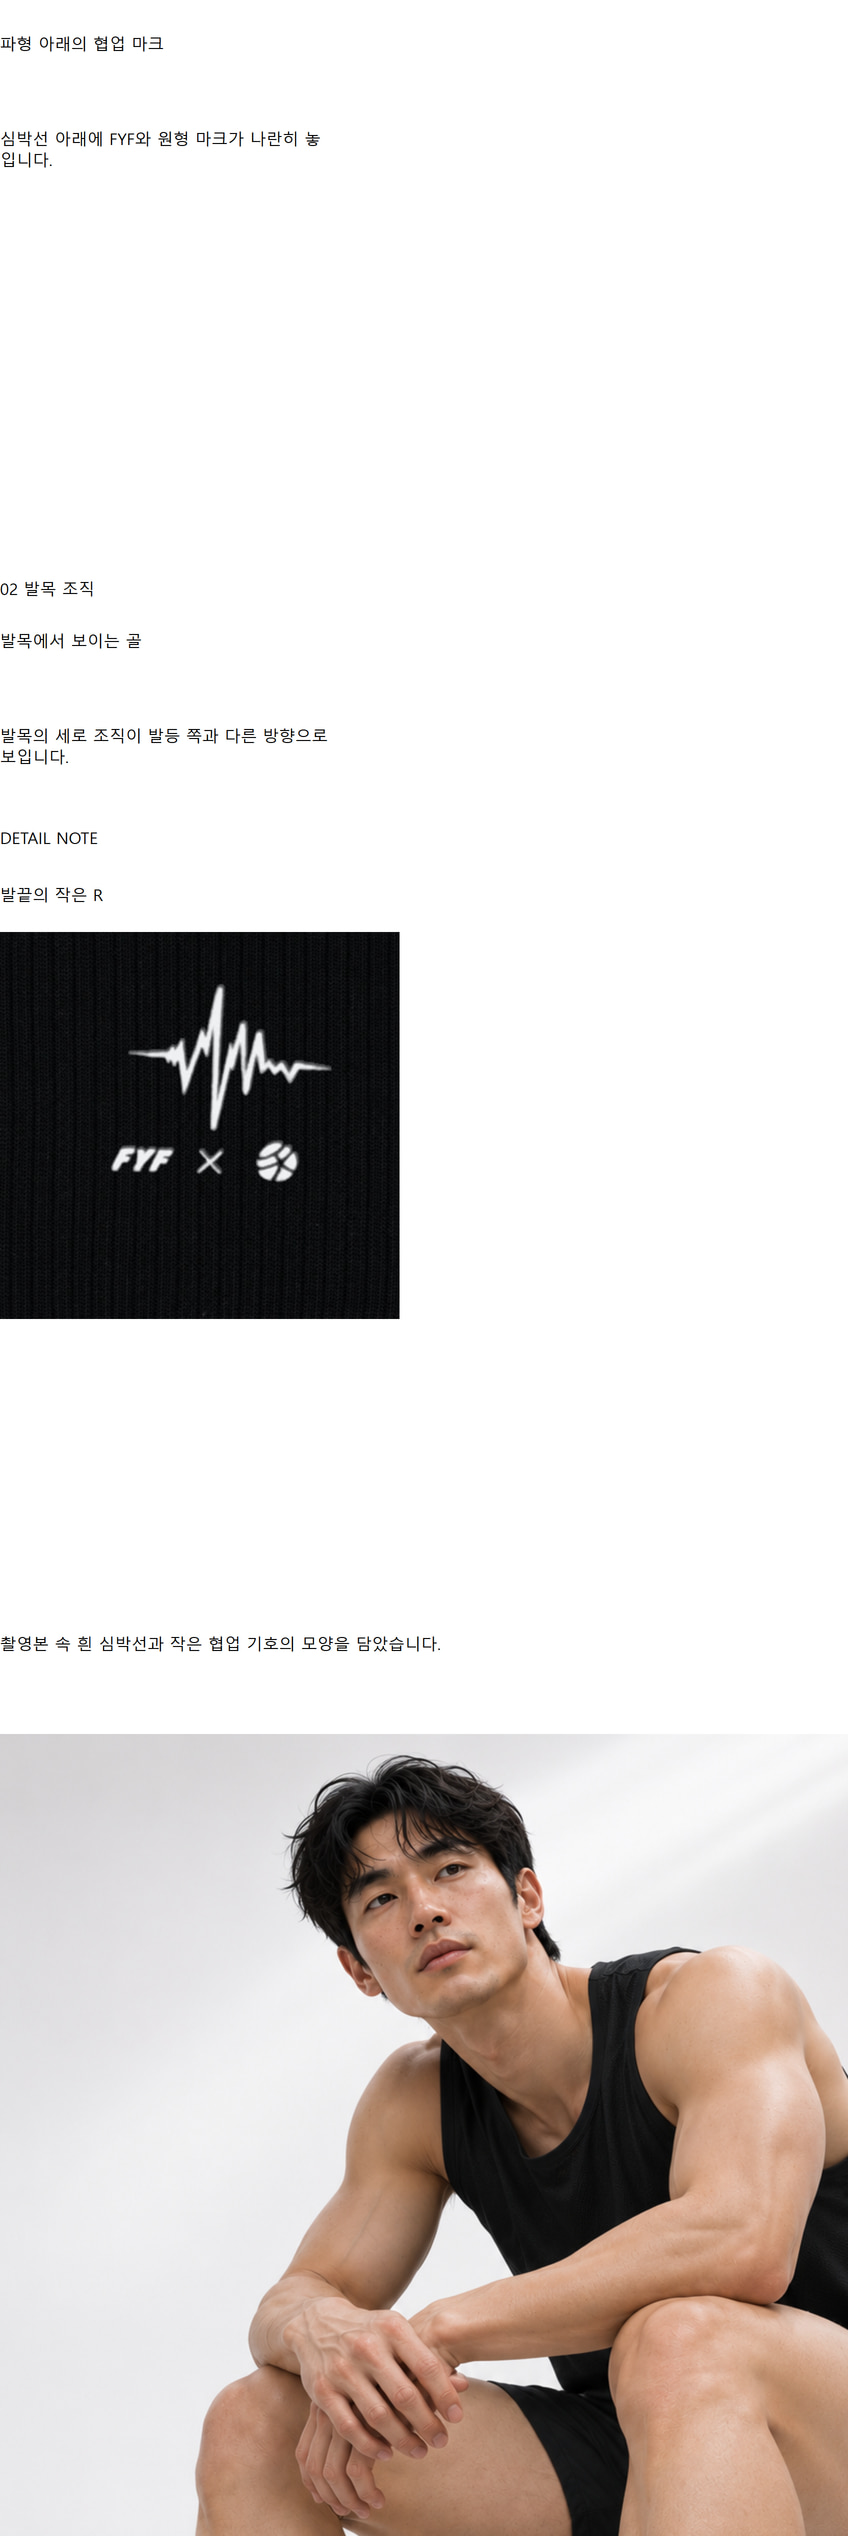 파형 아래의 협업 마크
심박선 아래에 FYF와 원형 마크가 나란히 놓
입니다.
02 발목 조직
발목에서 보이는 골
발목의 세로 조직이 발등 쪽과 다른 방향으로
보입니다.
DETAIL NOTE
발끝의 작은 R
FYF X
촬영본 속 흰 심박선과 작은 협업 기호의 모양을 담았습니다.